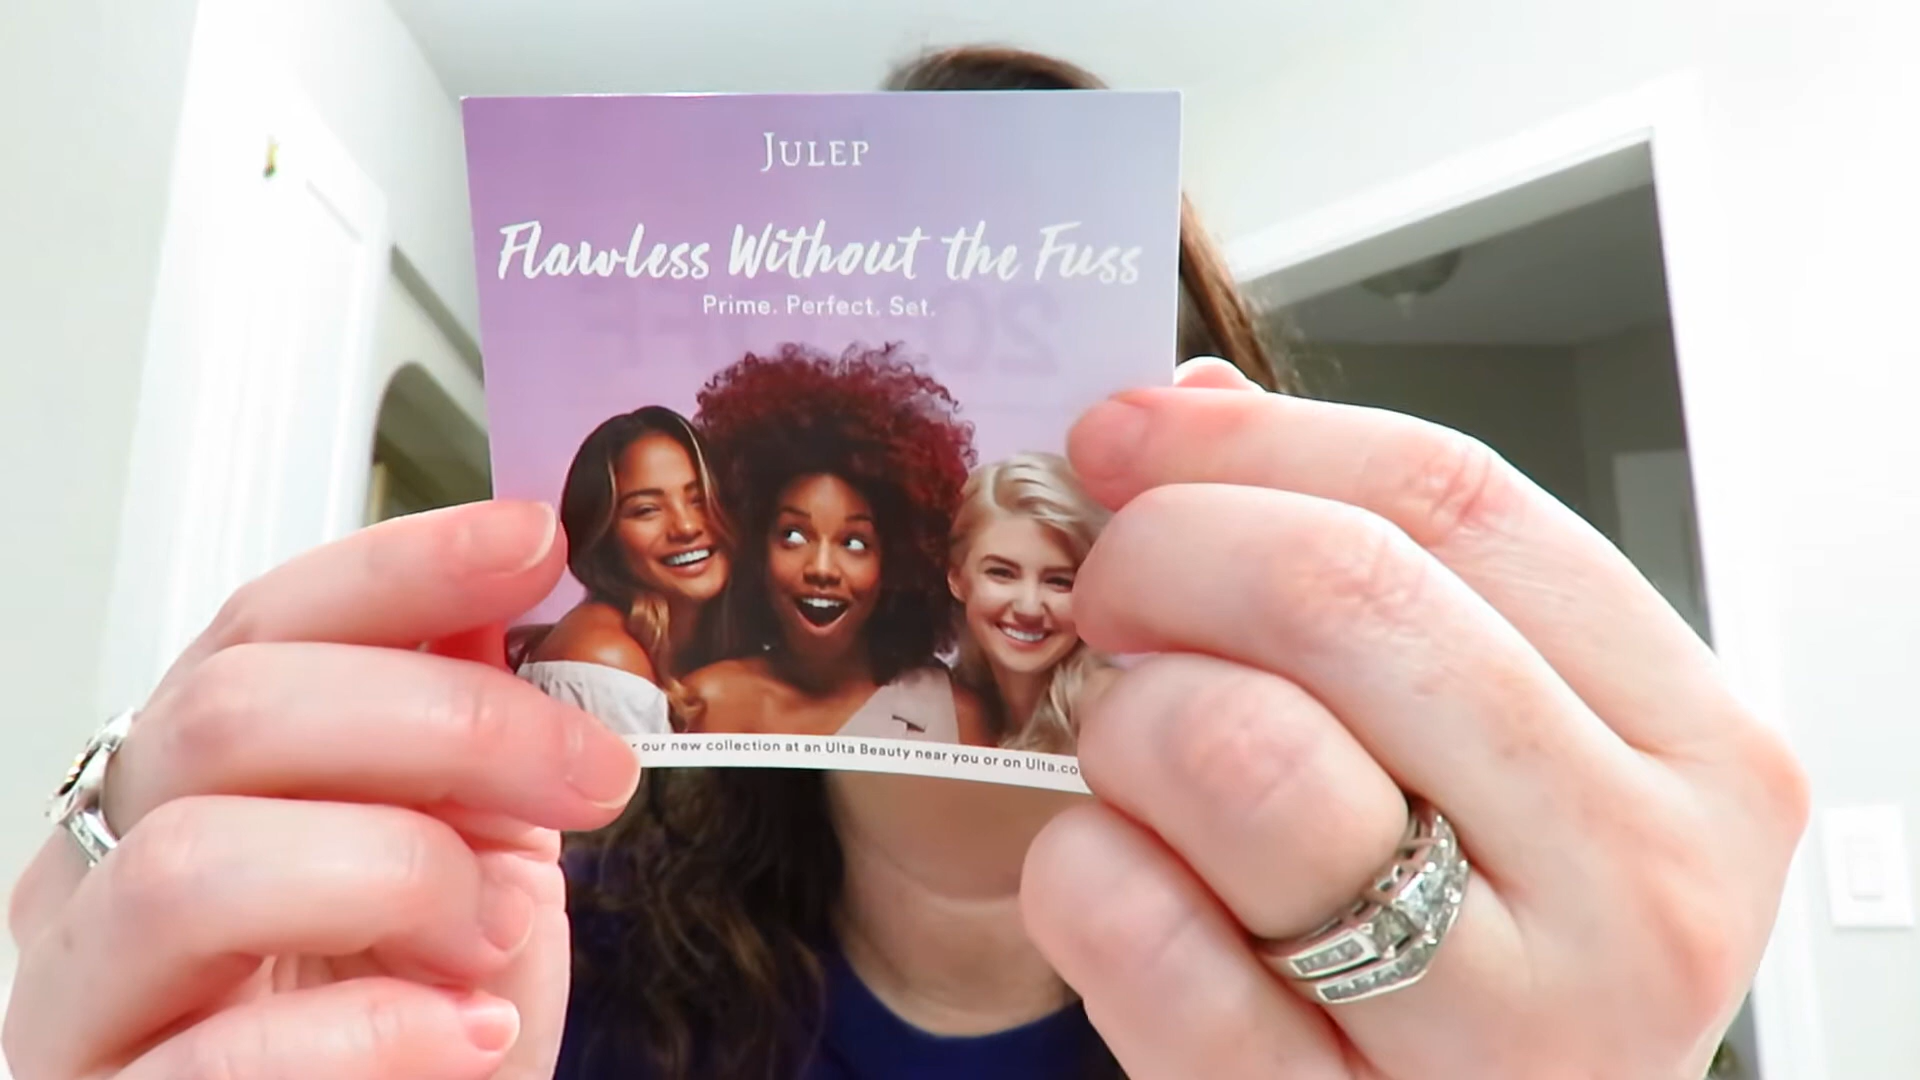 JULEP
Flawless Without the Fuss
Prime. Perfect. Set.
our new collection at an Ulta Beauty near you or on